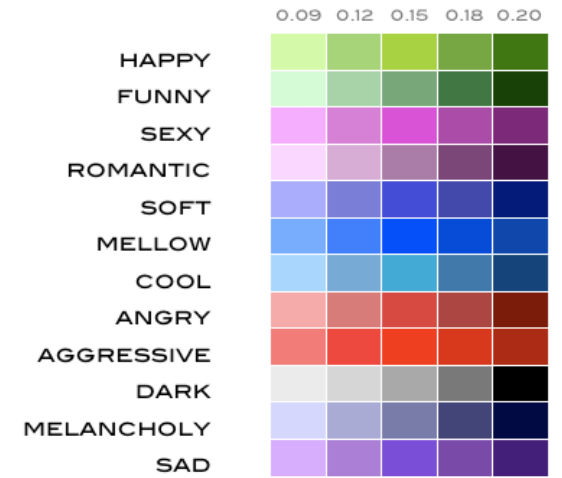 0.09 0.12 0.15 0.18 0.20
HAPPY
FUNNY
SEXY
ROMANTIC
SOFT
MELLOW
COOL
ANGRY
AGGRESSIVE
DARK
MELANCHOLY
SAD